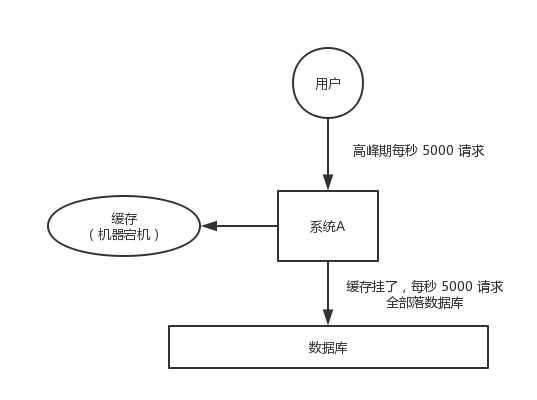 用户
高峰期每秒 5000 请求
缓存
（机器宕机）
系统A
缓存挂了，每秒 5000 请求
全部落数据库
数据库